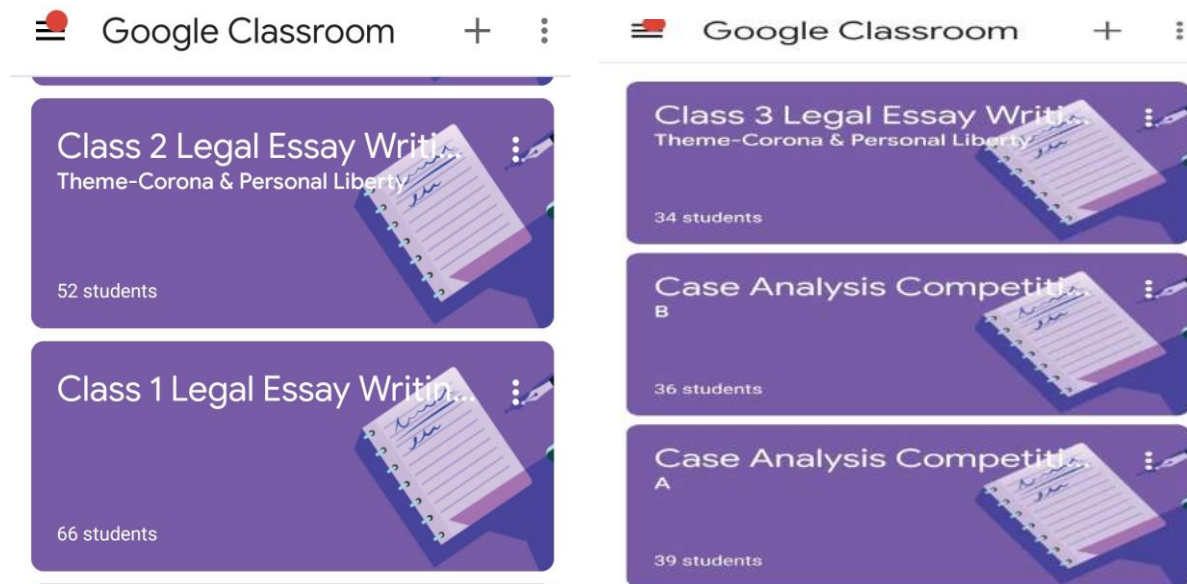 Google Classroom
Class 2 Legal Essay Writi...
Theme-Corona & Personal Liberty
52 students
Class 1 Legal Essay Writin...
66 students
Google Classroom
Class 3 Legal Essay Writi...
Theme-Corona & Personal Liberty
34 students
Case Analysis Competiti...
B
36 students
Case Analysis Competiti...
A
39 students